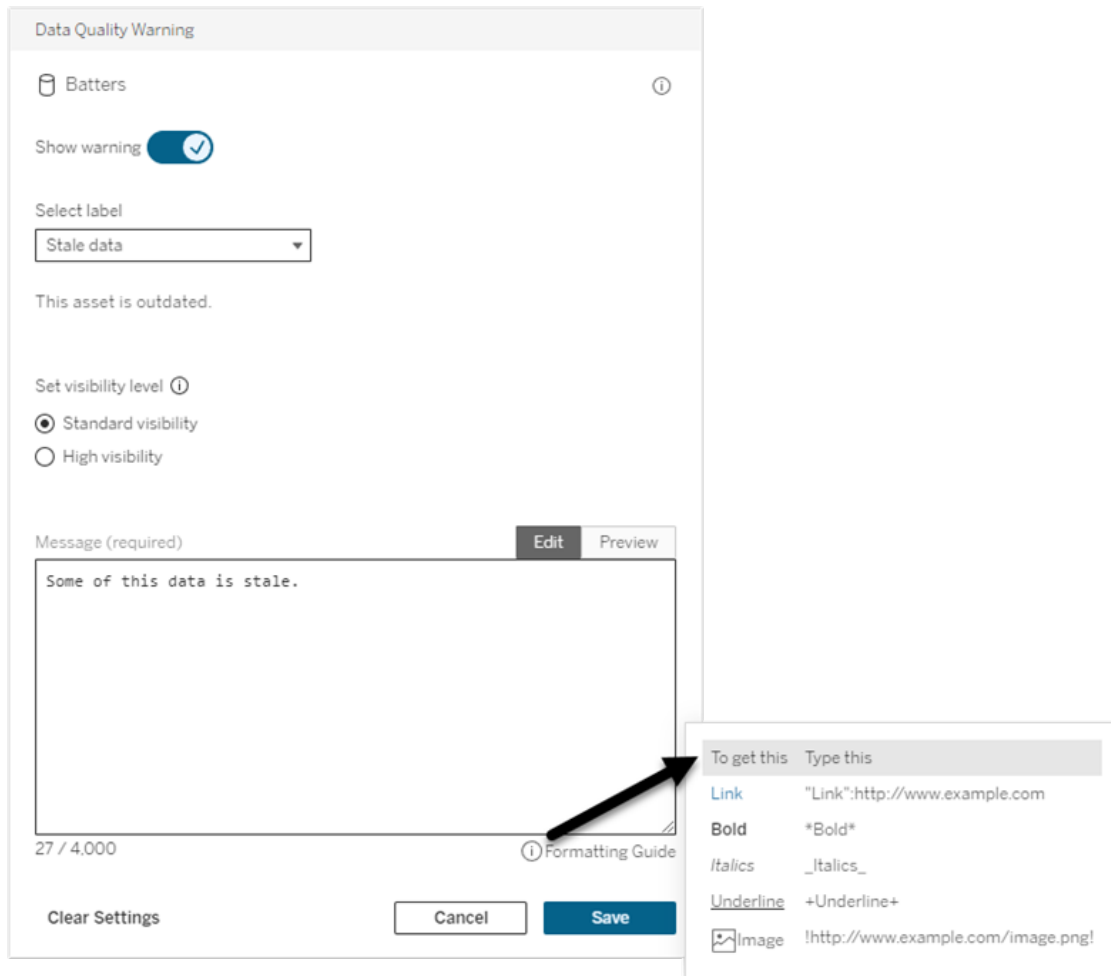 Data Quality Warning
Batters
Show warning
Select label
Stale data
This asset is outdated.
Set visibility level
Standard visibility
High visibility
Message (required) Edit Preview
Some of this data is stale.
27 / 4,000 Formatting Guide
Clear Settings Cancel Save
To get this Type this
Link "Link":http://www.example.com
Bold *Bold*
Italics _Italics_
Underline +Underline+
Image !http://www.example.com/image.png!